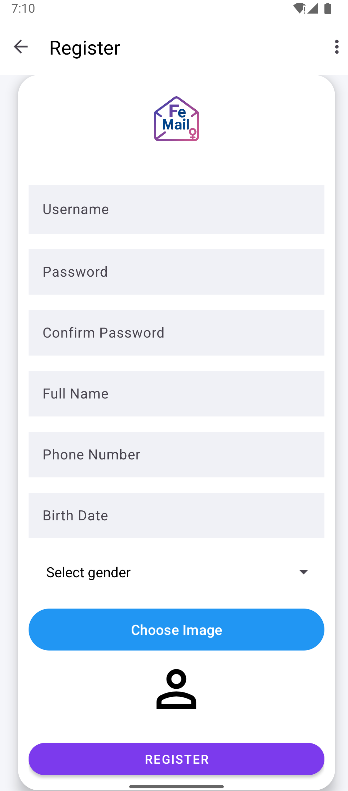 7:10
Register
Fe
Mail
Username
Password
Confirm Password
Full Name
Phone Number
Birth Date
Select gender
Choose Image
REGISTER